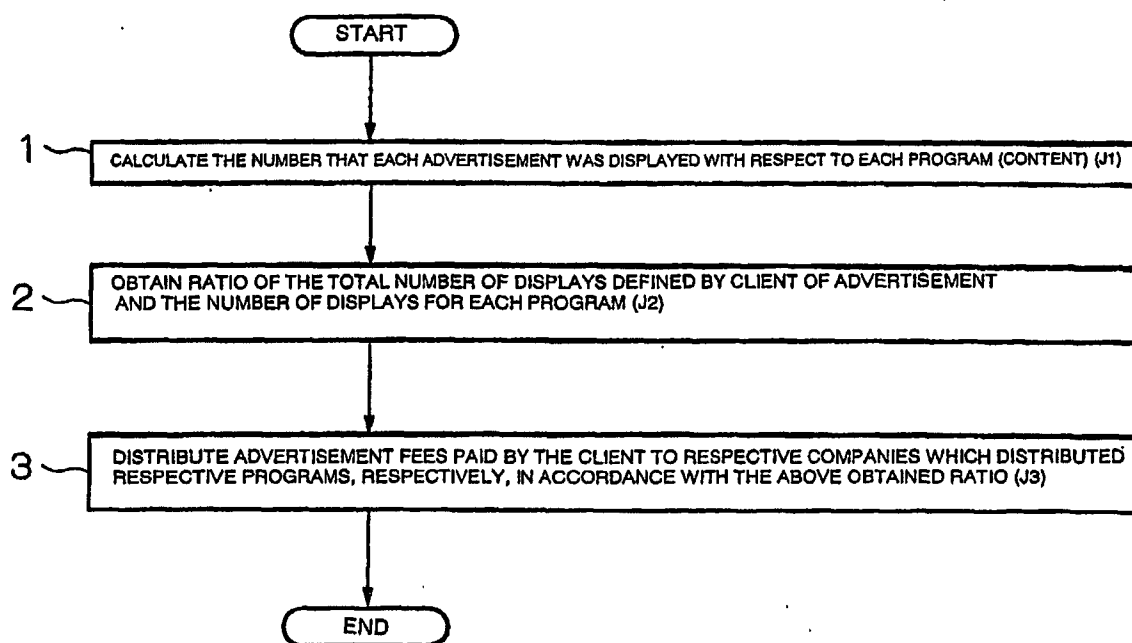 START
1
CALCULATE THE NUMBER THAT EACH ADVERTISEMENT WAS DISPLAYED WITH RESPECT TO EACH PROGRAM (CONTENT) (J1)
2
OBTAIN RATIO OF THE TOTAL NUMBER OF DISPLAYS DEFINED BY CLIENT OF ADVERTISEMENT
AND THE NUMBER OF DISPLAYS FOR EACH PROGRAM (J2)
3
DISTRIBUTE ADVERTISEMENT FEES PAID BY THE CLIENT TO RESPECTIVE COMPANIES WHICH DISTRIBUTED
RESPECTIVE PROGRAMS, RESPECTIVELY, IN ACCORDANCE WITH THE ABOVE OBTAINED RATIO (J3)
END